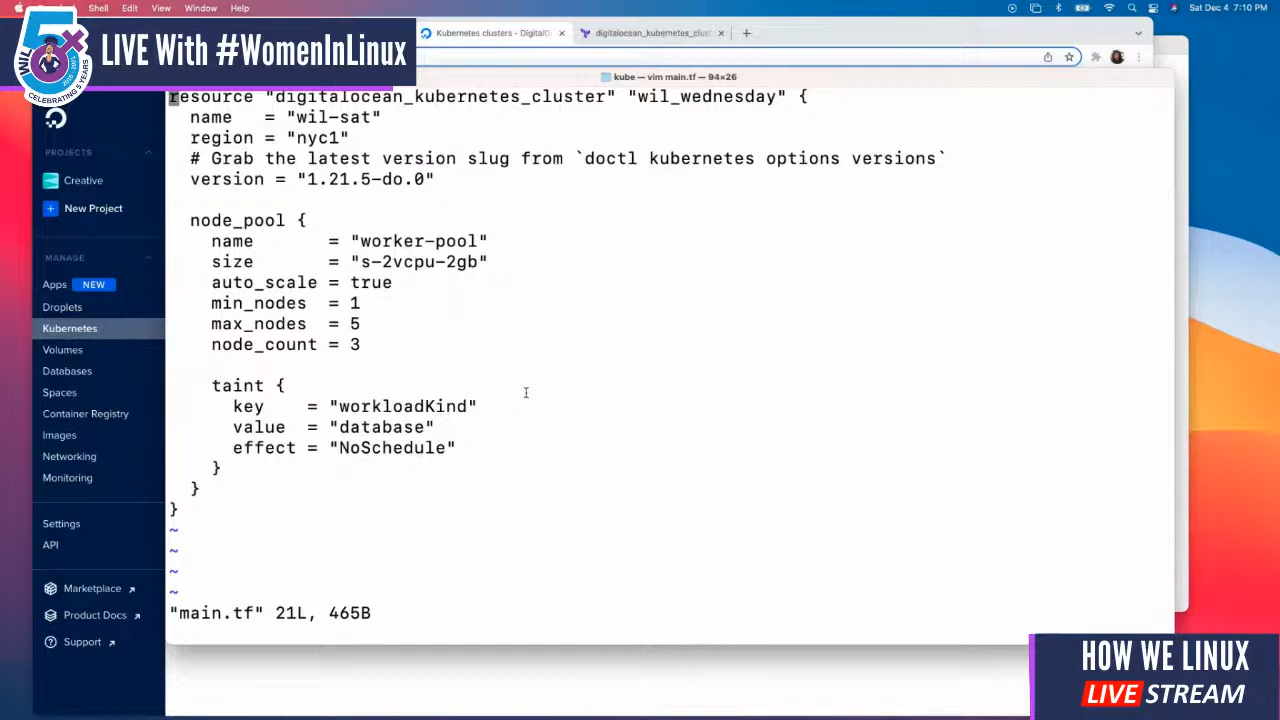 Shell Edit View Window Help
Sat Dec 4 7:10 PM
LIVE With #WomenInLinux
CELEBRATING 5 YEARS
Kubernetes clusters - DigitalO
digitalocean_kubernetes_clust
kube — vim main.tf — 94×26
PROJECTS
Creative
New Project
MANAGE
Apps NEW
Droplets
Kubernetes
Volumes
Databases
Spaces
Container Registry
Images
Networking
Monitoring
Settings
API
Marketplace
Product Docs
Support
resource "digitalocean_kubernetes_cluster" "wil_wednesday" {
name = "wil-sat"
region = "nyc1"
# Grab the latest version slug from `doctl kubernetes options versions`
version = "1.21.5-do.0"
node_pool {
name = "worker-pool"
size = "s-2vcpu-2gb"
auto_scale = true
min_nodes = 1
max_nodes = 5
node_count = 3
taint {
key = "workloadKind"
value = "database"
effect = "NoSchedule"
}
}
}
~
~
~
~
"main.tf" 21L, 465B
HOW WE LINUX
LIVE STREAM